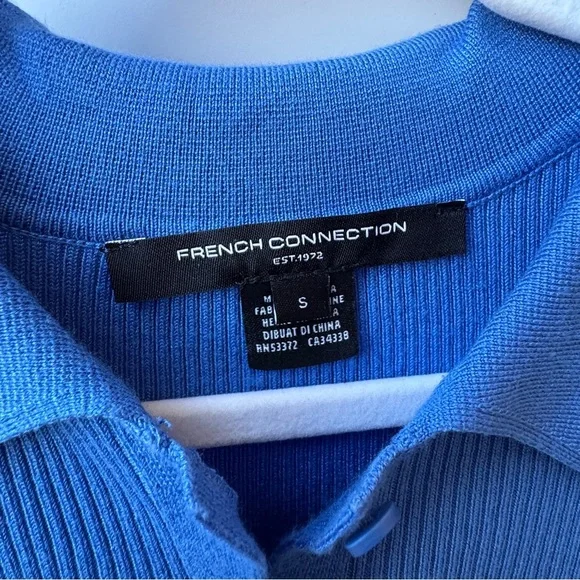 FRENCH CONNECTION
EST.1972
S
DIBUAT DI CHINA
RN53372 CA34338